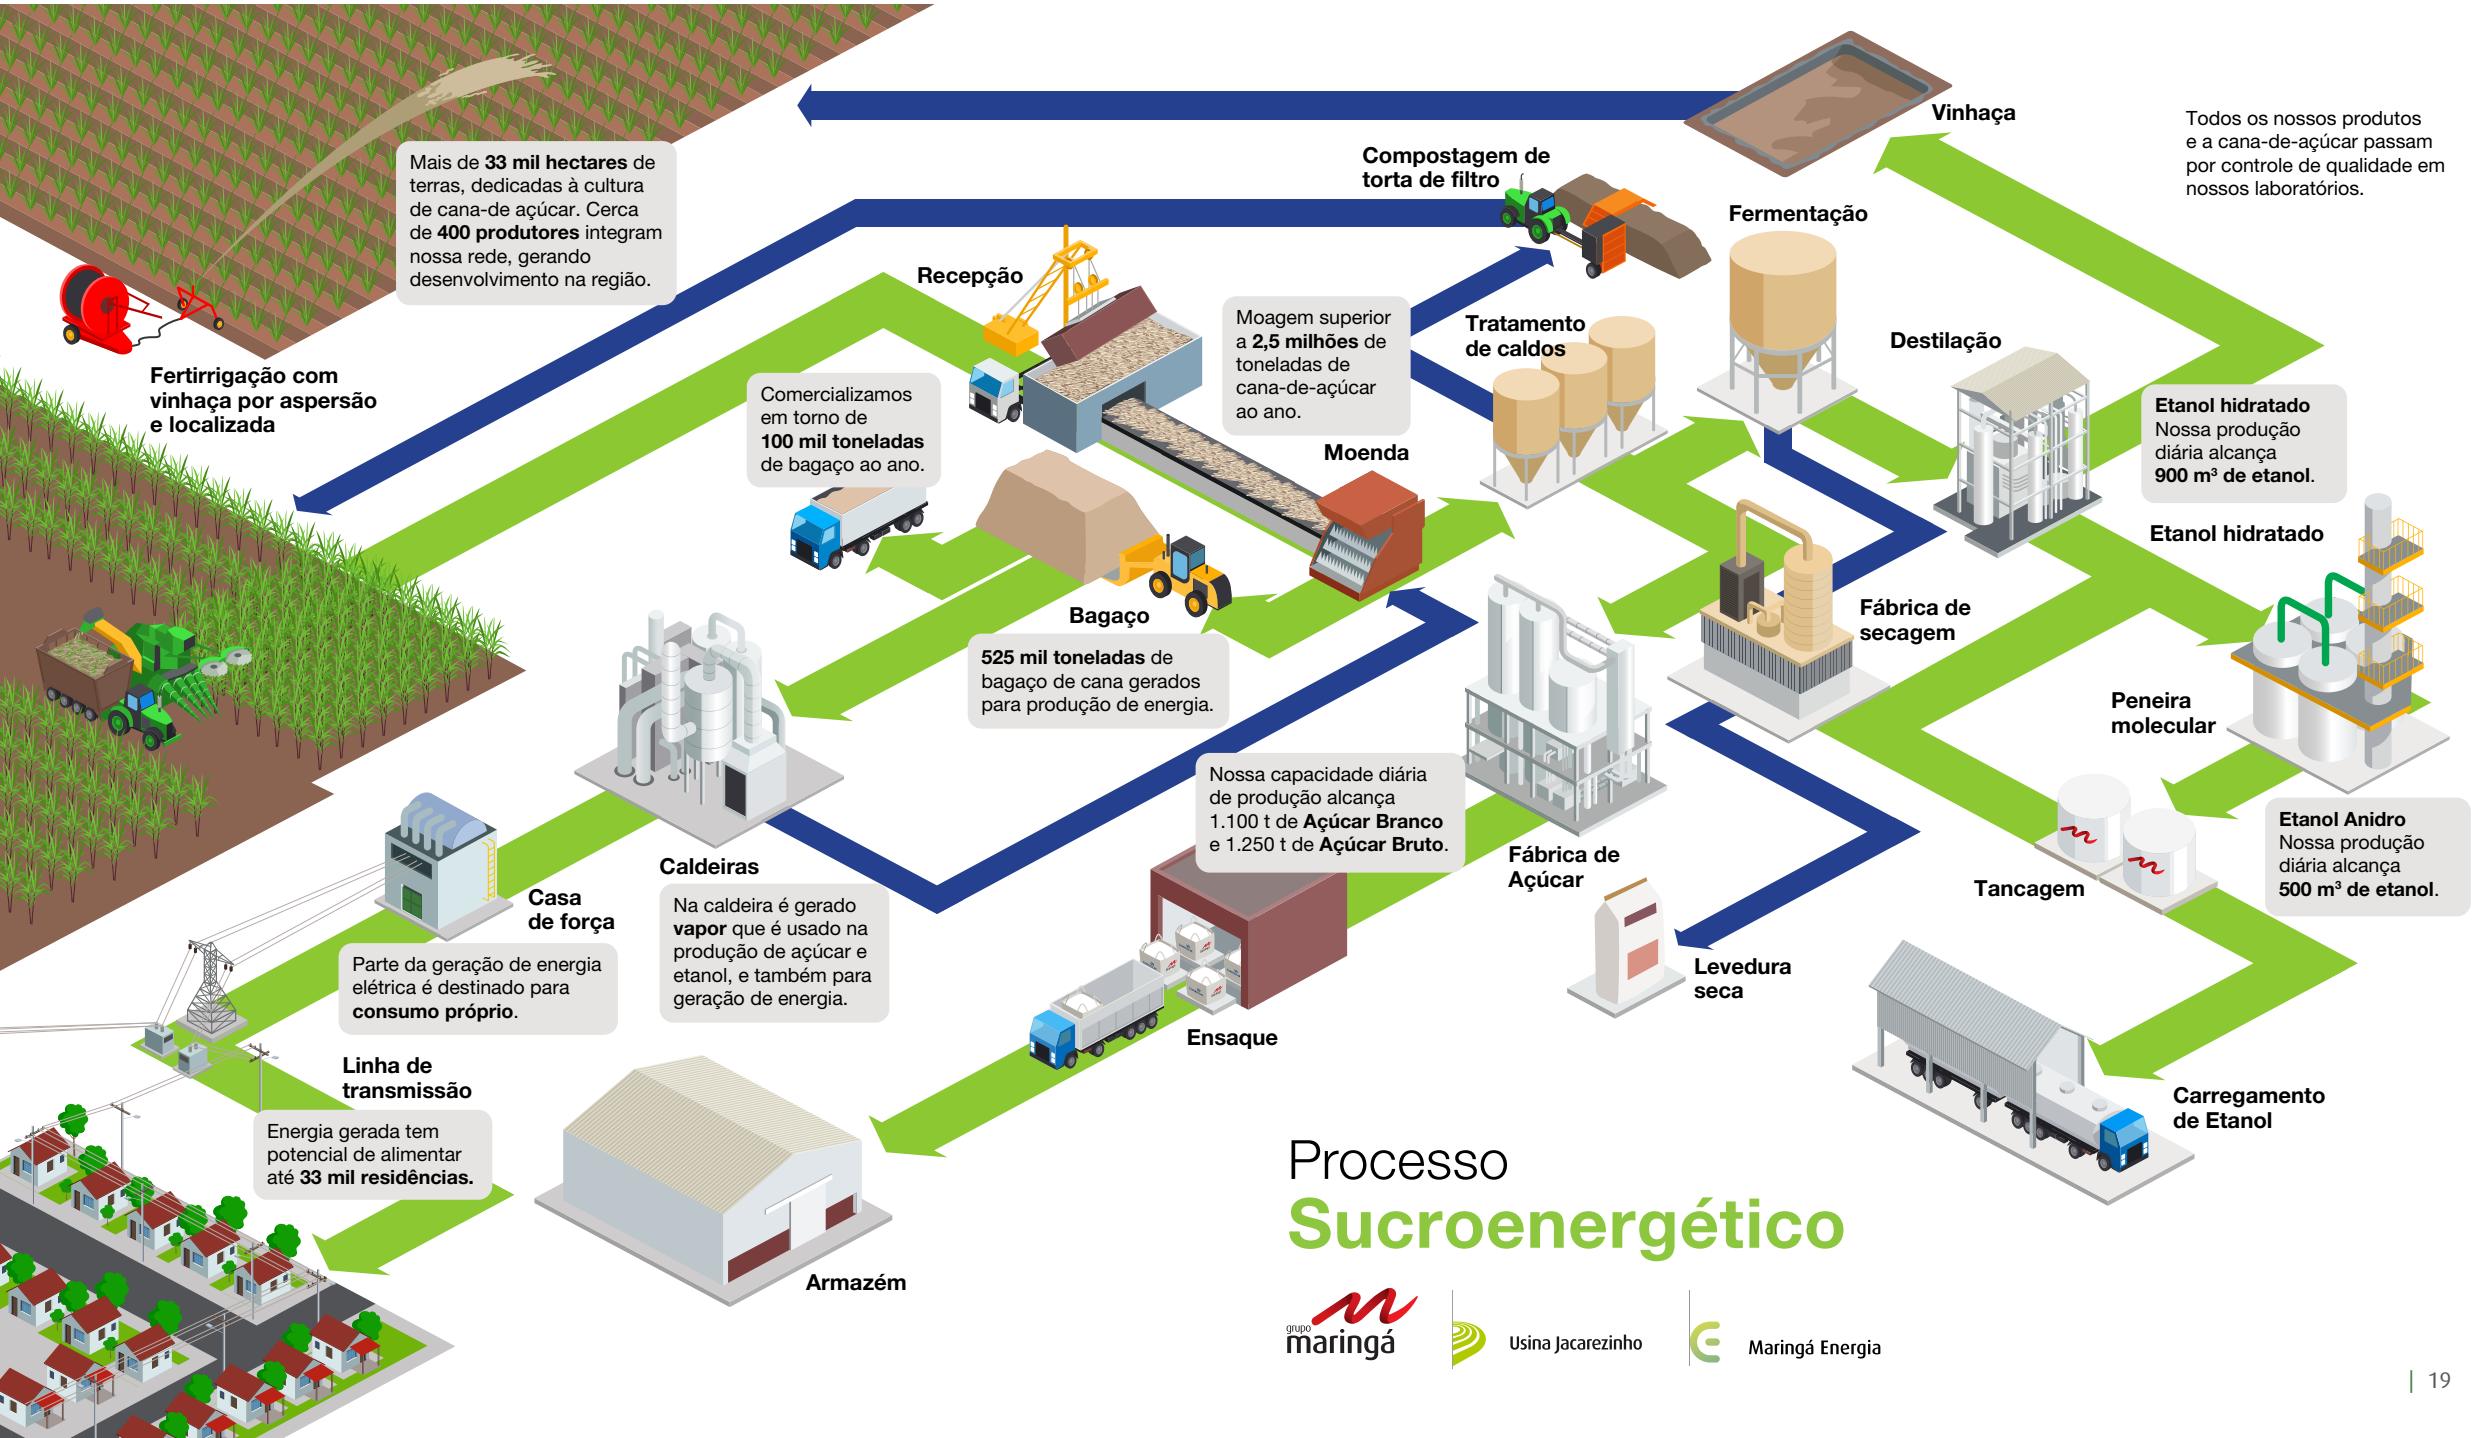 Vinhaça
Todos os nossos produtos
e a cana-de-açúcar passam
por controle de qualidade em
nossos laboratórios.
Mais de 33 mil hectares de
terras, dedicadas à cultura
de cana-de açúcar. Cerca
de 400 produtores integram
nossa rede, gerando
desenvolvimento na região.
Compostagem de
torta de filtro
Fermentação
Recepção
Moagem superior
a 2,5 milhões de
toneladas de
cana-de-açúcar
ao ano.
Tratamento
de caldos
Destilação
Fertirrigação com
vinhaça por aspersão
e localizada
Comercializamos
em torno de
100 mil toneladas
de bagaço ao ano.
Moenda
Etanol hidratado
Nossa produção
diária alcança
900 m³ de etanol.
Etanol hidratado
Bagaço
525 mil toneladas de
bagaço de cana gerados
para produção de energia.
Fábrica de
secagem
Peneira
molecular
Nossa capacidade diária
de produção alcança
1.100 t de Açúcar Branco
e 1.250 t de Açúcar Bruto.
Etanol Anidro
Nossa produção
diária alcança
500 m³ de etanol.
Caldeiras
Na caldeira é gerado
vapor que é usado na
produção de açúcar e
etanol, e também para
geração de energia.
Fábrica de
Açúcar
Tancagem
Casa
de força
Parte da geração de energia
elétrica é destinado para
consumo próprio.
Levedura
seca
Ensaque
Linha de
transmissão
Energia gerada tem
potencial de alimentar
até 33 mil residências.
Carregamento
de Etanol
Armazém
Processo
Sucroenergético
grupo
maringá
Usina Jacarezinho
Maringá Energia
| 19